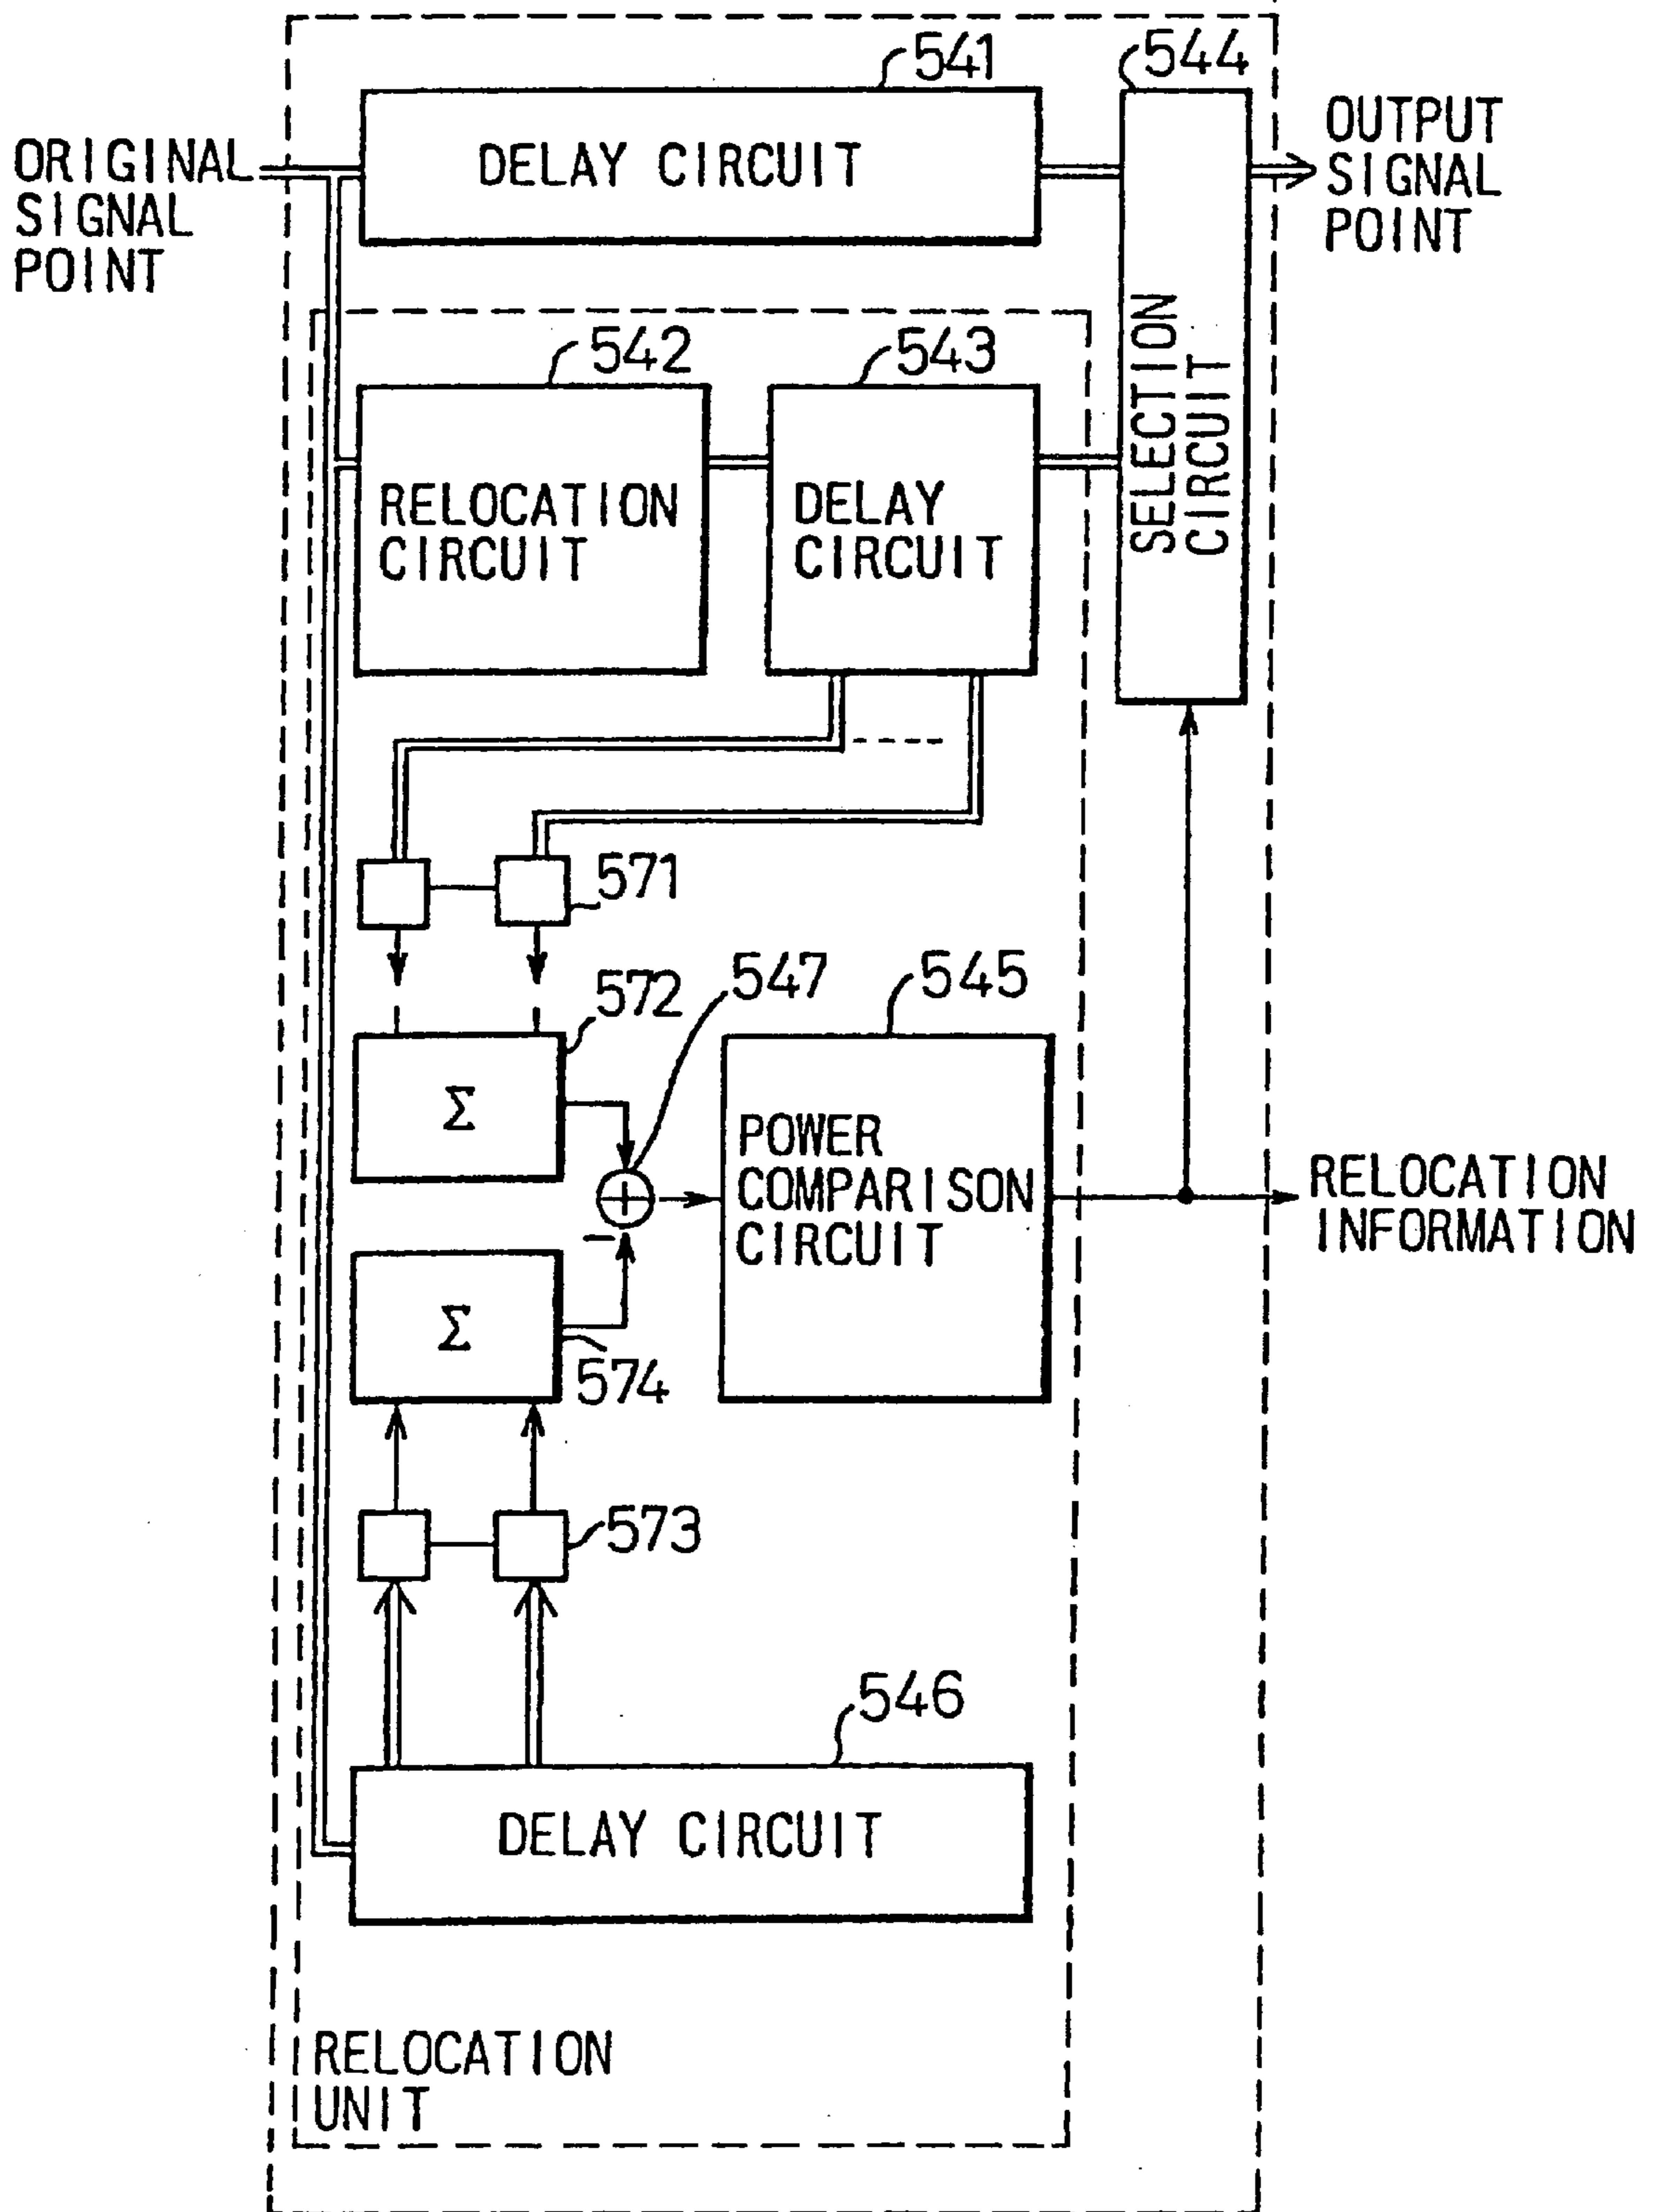 541
544
DELAY CIRCUIT
ORIGINAL
SIGNAL
POINT
OUTPUT
SIGNAL
POINT
542
543
RELOCATION
CIRCUIT
DELAY
CIRCUIT
SELECTION
CIRCUIT
571
572
547
545
Σ
POWER
COMPARISON
CIRCUIT
RELOCATION
INFORMATION
Σ
574
573
546
DELAY CIRCUIT
RELOCATION
UNIT